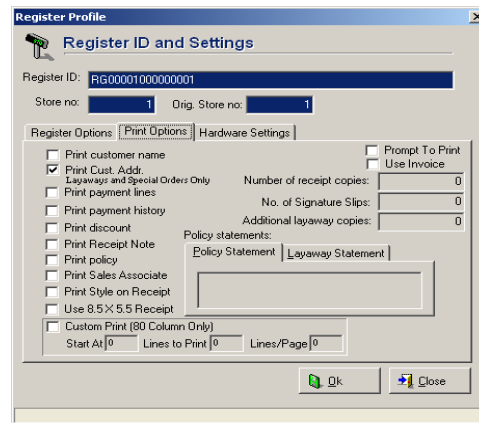 Register Profile
Register ID and Settings
Register ID: RG00001000000001
Store no: 1 Orig. Store no: 1
Register Options Print Options Hardware Settings
Print customer name
Print Cust. Addr.
Layaways and Special Orders Only
Print payment lines
Print payment history
Print discount
Print Receipt Note
Print policy
Print Sales Associate
Print Style on Receipt
Use 8.5 X 5.5 Receipt
Prompt To Print
Use Invoice
Number of receipt copies: 0
No. of Signature Slips: 0
Additional layaway copies: 0
Policy statements:
Policy Statement Layaway Statement
Custom Print (80 Column Only)
Start At 0 Lines to Print 0 Lines/Page 0
Ok Close